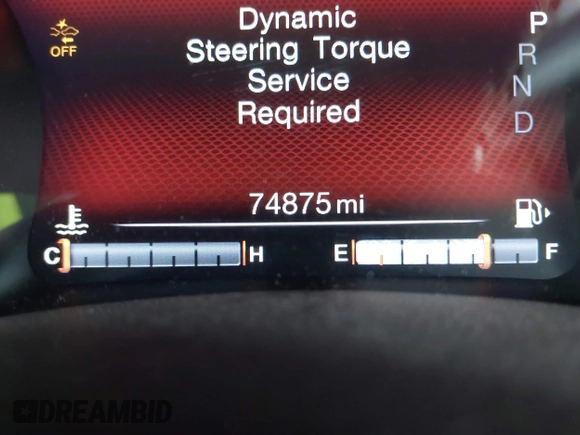 Dynamic
Steering Torque
Service
Required
OFF
P
R
N
D
74875 mi
C H
E F
DREAMBID